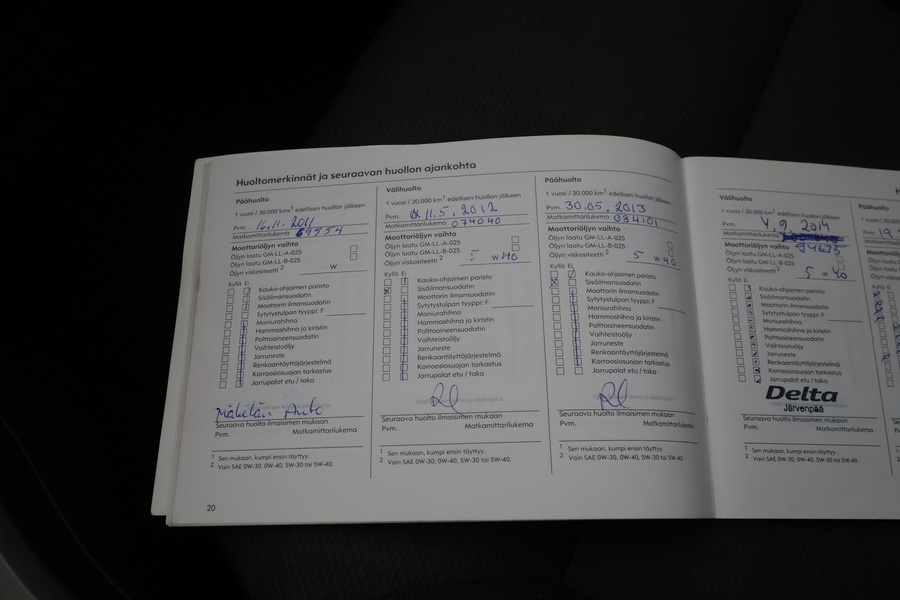 Huoltomerkinnät ja seuraavan huollon ajankohta
Päähuolto
1 vuosi / 30.000 kms1 edellisen huollon jälkeen
Pvm. 16.11.2011
Matkamittarilukema 69554
Moottoriöljyn vaihto
Öljyn laatu GM-LL-A-025
Öljyn laatu GM-LL-B-025
Öljyn viskositeetti 2 W
Kyllä Ei
Kauko-ohjaimen paristo
Sisäilmansuodatin
Moottorin ilmansuodatin
Sytytystulpan tyyppi: F
Moniurahihna
Hammashihna ja kiristin
Polttoaineensuodatin
Vaihteistoöljy
Jarruneste
Renkaantäyttöjärjestelmä
Korroosiosuojan tarkastus
Jarrupalat etu / taka
Mäkelän Auto
Seuraava huolto ilmaisimen mukaan
Pvm. Matkamittarilukema
1 Sen mukaan, kumpi ensin täyttyy.
2 Vain SAE 0W-30, 0W-40, 5W-30 tai 5W-40.
20
Välihuolto
1 vuosi / 30.000 km1 edellisen huollon jälkeen
Pvm. 11.5.2012
Matkamittarilukema 074040
Moottoriöljyn vaihto
Öljyn laatu GM-LL-A-025
Öljyn laatu GM-LL-B-025
Öljyn viskositeetti 2 5 W 40
Kyllä Ei
Kauko-ohjaimen paristo
Sisäilmansuodatin
Moottorin ilmansuodatin
Sytytystulpan tyyppi: F
Moniurahihna
Hammashihna ja kiristin
Polttoaineensuodatin
Vaihteistoöljy
Jarruneste
Renkaantäyttöjärjestelmä
Korroosiosuojan tarkastus
Jarrupalat etu / taka
Seuraava huolto ilmaisimen mukaan
Pvm. Matkamittarilukema
1 Sen mukaan, kumpi ensin täyttyy.
2 Vain SAE 0W-30, 0W-40, 5W-30 tai 5W-40.
Päähuolto
1 vuosi / 30.000 km1 edellisen huollon jälkeen
Pvm. 30.05.2013
Matkamittarilukema 084101
Moottoriöljyn vaihto
Öljyn laatu GM-LL-A-025
Öljyn laatu GM-LL-B-025
Öljyn viskositeetti 2 5 W 40
Kyllä Ei
Kauko-ohjaimen paristo
Sisäilmansuodatin
Moottorin ilmansuodatin
Sytytystulpan tyyppi: F
Moniurahihna
Hammashihna ja kiristin
Polttoaineensuodatin
Vaihteistoöljy
Jarruneste
Renkaantäyttöjärjestelmä
Korroosiosuojan tarkastus
Jarrupalat etu / taka
Seuraava huolto ilmaisimen mukaan
Pvm. Matkamittarilukema
1 Sen mukaan, kumpi ensin täyttyy.
2 Vain SAE 0W-30, 0W-40, 5W-30 tai 5W-40.
Välihuolto
1 vuosi / 30.000 km1 edellisen huollon jälkeen
Pvm. 4.9.2014
Matkamittarilukema
Moottoriöljyn vaihto
Öljyn laatu GM-LL-A-025
Öljyn laatu GM-LL-B-025
Öljyn viskositeetti 2 5 W 40
Kyllä Ei
Kauko-ohjaimen paristo
Sisäilmansuodatin
Moottorin ilmansuodatin
Sytytystulpan tyyppi: F
Moniurahihna
Hammashihna ja kiristin
Polttoaineensuodatin
Vaihteistoöljy
Jarruneste
Renkaantäyttöjärjestelmä
Korroosiosuojan tarkastus
Jarrupalat etu / taka
Delta
Järvenpää
Seuraava huolto ilmaisimen mukaan
Pvm. Matkamittarilukema
1 Sen mukaan, kumpi ensin täyttyy.
2 Vain SAE 0W-30, 0W-40, 5W-30 tai 5W-40.